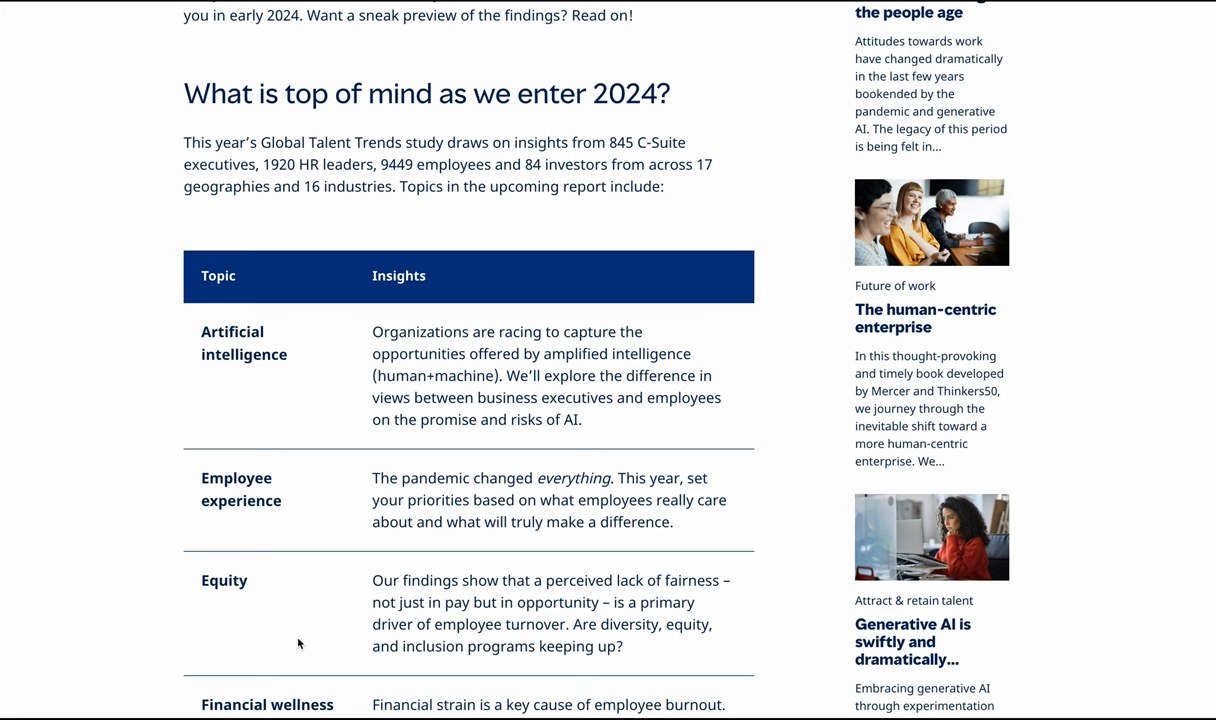 you in early 2024. Want a sneak preview of the findings? Read on!
What is top of mind as we enter 2024?
This year’s Global Talent Trends study draws on insights from 845 C-Suite
executives, 1920 HR leaders, 9449 employees and 84 investors from across 17
geographies and 16 industries. Topics in the upcoming report include:
Topic Insights
Artificial
intelligence
Organizations are racing to capture the
opportunities offered by amplified intelligence
(human+machine). We’ll explore the difference in
views between business executives and employees
on the promise and risks of AI.
Employee
experience
The pandemic changed everything. This year, set
your priorities based on what employees really care
about and what will truly make a difference.
Equity
Our findings show that a perceived lack of fairness –
not just in pay but in opportunity – is a primary
driver of employee turnover. Are diversity, equity,
and inclusion programs keeping up?
Financial wellness
Financial strain is a key cause of employee burnout.
the people age
Attitudes towards work
have changed dramatically
in the last few years
bookended by the
pandemic and generative
AI. The legacy of this period
is being felt in...
Future of work
The human-centric
enterprise
In this thought-provoking
and timely book developed
by Mercer and Thinkers50,
we journey through the
inevitable shift toward a
more human-centric
enterprise. We...
Attract & retain talent
Generative AI is
swiftly and
dramatically...
Embracing generative AI
through experimentation